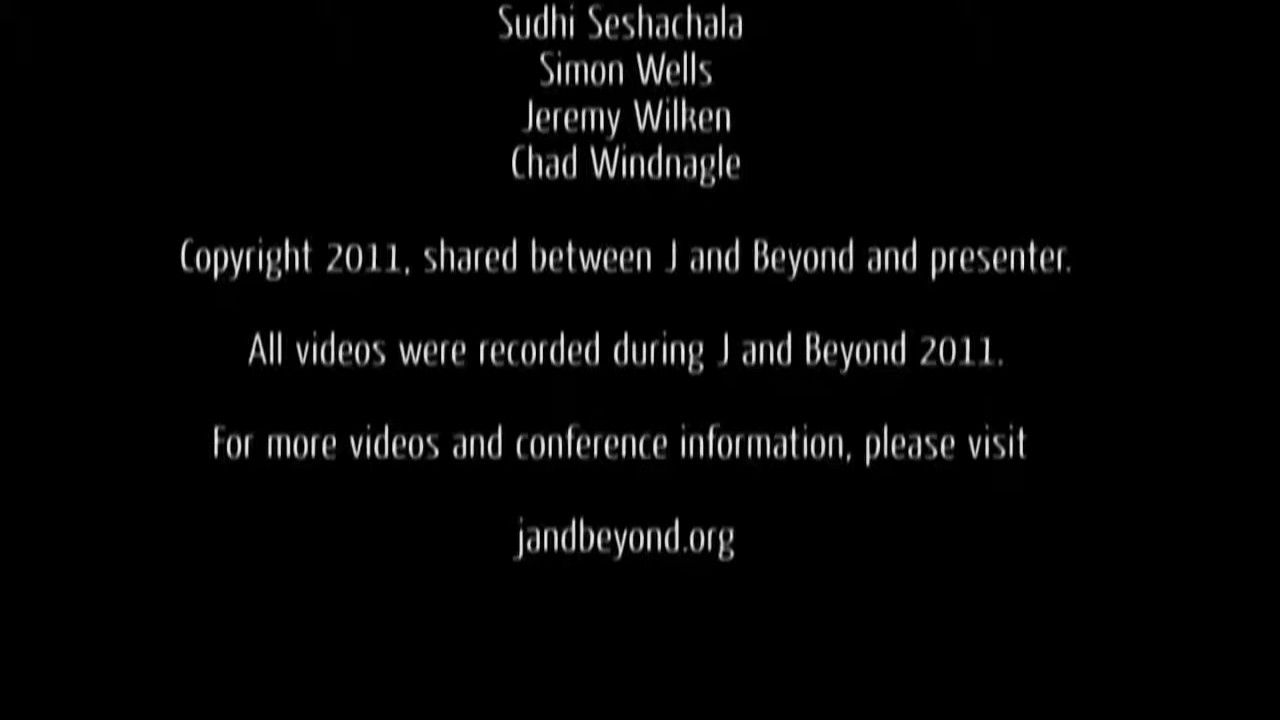 Sudhi Seshachala
Simon Wells
Jeremy Wilken
Chad Windnagle
Copyright 2011, shared between J and Beyond and presenter.
All videos were recorded during J and Beyond 2011.
For more videos and conference information, please visit
jandbeyond.org